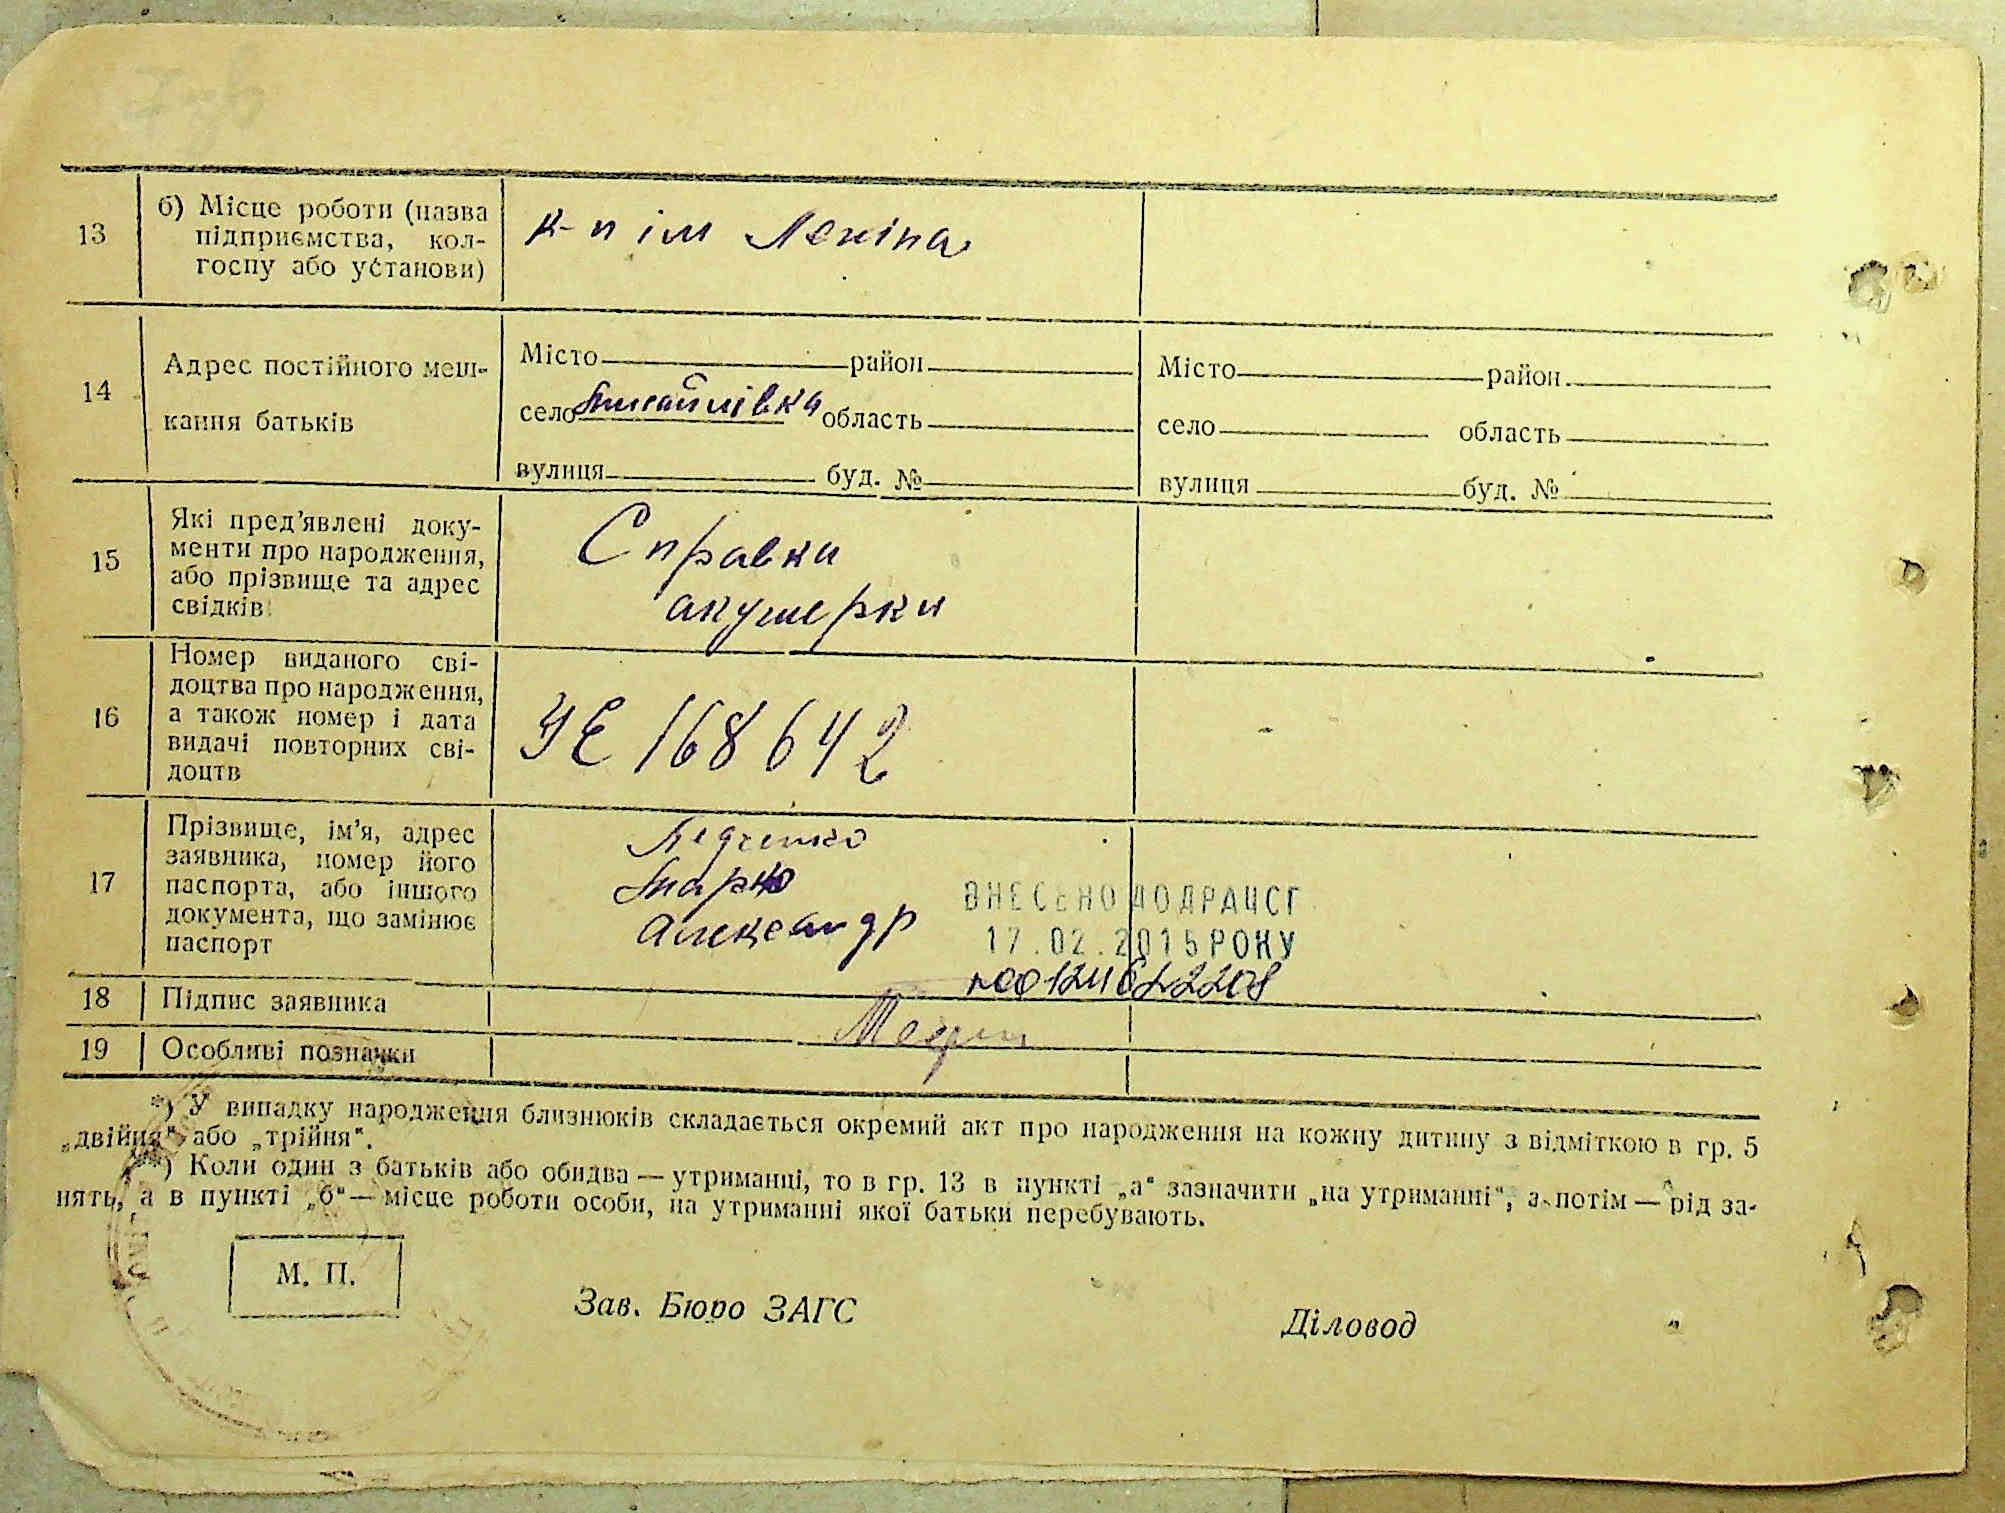 13
б) Місце роботи (назва
підприємства, кол-
госпу або установи)
к-п ім Леніна
14
Адрес постійного меш-
кання батьків
Місто район
село Михайлівка область
вулиця буд. №
Місто район
село область
вулиця буд. №
15
Які пред'явлені доку-
менти про народження,
або прізвище та адрес
свідків
Справки
акушерки
16
Номер виданого сві-
доцтва про народження,
а також номер і дата
видачі повторних сві-
доцтв
УЄ 168642
17
Прізвище, ім'я, адрес
заявника, номер його
паспорта, або іншого
документа, що замінює
паспорт
Александр
ВНЕСЕНО ДО ДРАЦСГ
17.02.2015 РОКУ
18
Підпис заявника
19
Особливі позначки
*) У випадку народження близнюків складається окремий акт про народження на кожну дитину з відміткою в гр. 5
„двійня" або „трійня".
**) Коли один з батьків або обидва — утриманці, то в гр. 13 в пункті „а" зазначити „на утриманні", а потім — рід за-
нять, а в пункті „б" — місце роботи особи, на утриманні якої батьки перебувають.
М. П.
Зав. Бюро ЗАГС
Діловод